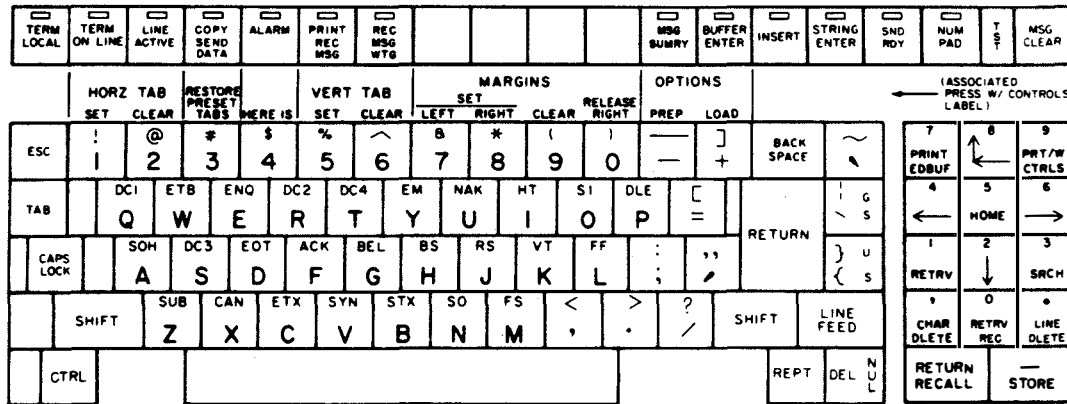 TERM LOCAL
TERM ON LINE
LINE ACTIVE
COPY SEND DATA
ALARM
PRINT REC MSG
REC MSG WTG
MSG SUMRY
BUFFER ENTER
INSERT
STRING ENTER
SND RDY
NUM PAD
TST
MSG CLEAR
HORZ TAB
SET CLEAR
RESTORE PRESET TABS
HERE IS
VERT TAB
SET CLEAR
MARGINS
SET
LEFT RIGHT
CLEAR
RELEASE RIGHT
OPTIONS
PREP LOAD
(ASSOCIATED PRESS W/ CONTROLS LABEL)
ESC
! 1
@ 2
# 3
$ 4
% 5
^ 6
& 7
* 8
( 9
) 0
— -
] +
BACK SPACE
~ `
TAB
DC1 Q
ETB W
ENQ E
DC2 R
DC4 T
EM Y
NAK U
HT I
S1 O
DLE P
[ =
RETURN
¦ \ G S
CAPS LOCK
SOH A
DC3 S
EOT D
ACK F
BEL G
BS H
RS J
VT K
FF L
: ;
" '
} { U S
SHIFT
SUB Z
CAN X
ETX C
SYN V
STX B
SO N
FS M
< ,
> .
? /
SHIFT
LINE FEED
CTRL
REPT
DEL NUL
7 PRINT EDBUF
8
9 PRT/W CTRLS
4
5 HOME
6
1 RETRV
2
3 SRCH
, CHAR DLETE
0 RETRV REC
. LINE DLETE
RETURN RECALL
— STORE